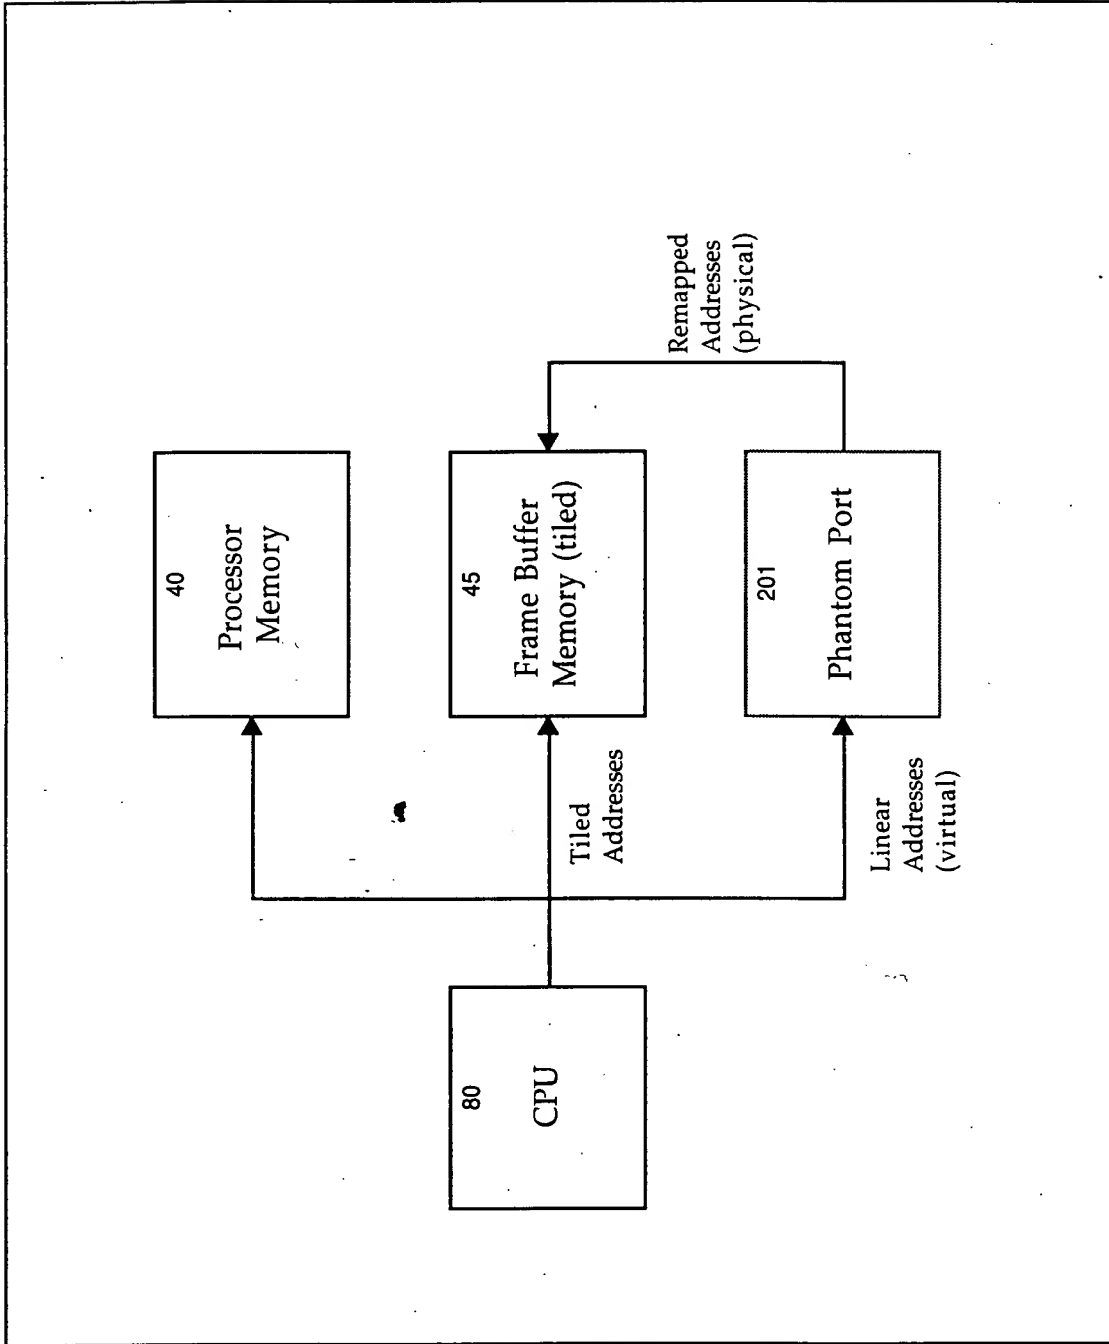 40
Processor
Memory
80
CPU
Tiled
Addresses
45
Frame Buffer
Memory (tiled)
Remapped
Addresses
(physical)
Linear
Addresses
(virtual)
201
Phantom Port